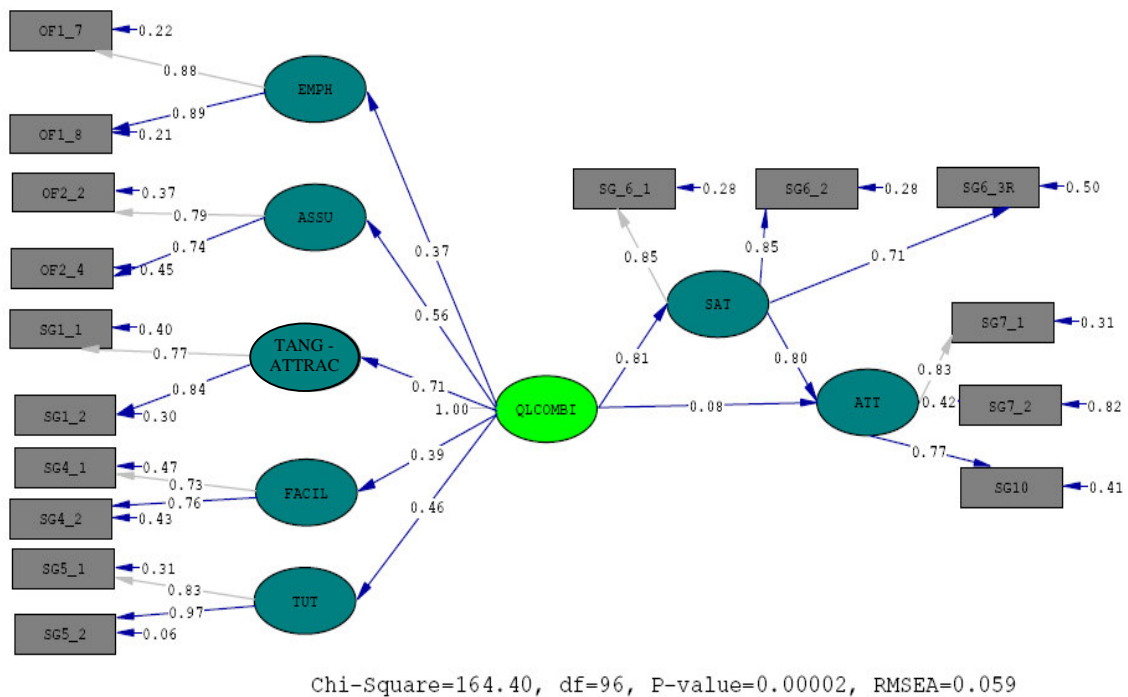 OF1_7
0.22
0.88
EMPH
0.89
OF1_8
0.21
OF2_2
0.37
0.79
ASSU
0.74
OF2_4
0.45
SG1_1
0.40
0.77
TANG -
ATTRAC
0.84
SG1_2
0.30
SG4_1
0.47
0.73
FACIL
0.76
SG4_2
0.43
SG5_1
0.31
0.83
TUT
0.97
SG5_2
0.06
0.37
0.56
0.71
1.00
QLCOMBI
0.39
0.46
SG_6_1
0.28
SG6_2
0.28
SG6_3R
0.50
0.85
0.85
0.71
SAT
0.81
0.80
0.08
ATT
SG7_1
0.31
0.83
0.42
SG7_2
0.82
0.77
SG10
0.41
Chi-Square=164.40, df=96, P-value=0.00002, RMSEA=0.059